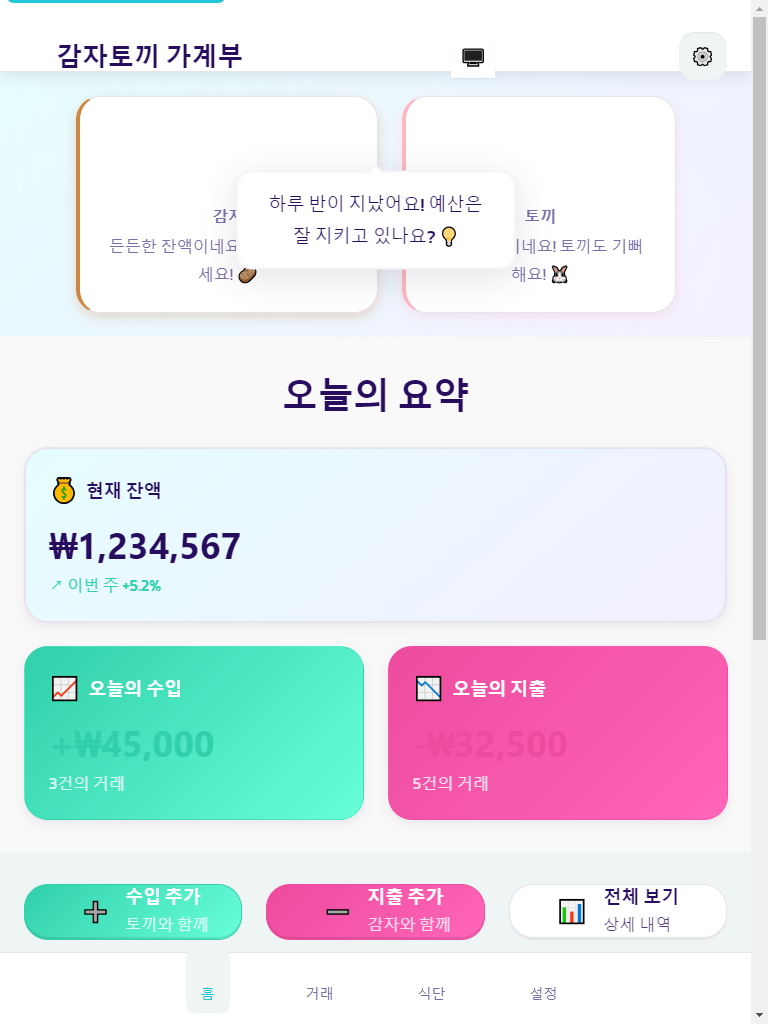 감자토끼 가계부
하루 반이 지났어요! 예산은
잘 지키고 있나요?
감자
토끼
든든한 잔액이네요
세요!
이네요! 토끼도 기뻐
해요!
오늘의 요약
현재 잔액
₩1,234,567
↗ 이번 주 +5.2%
오늘의 수입
+₩45,000
3건의 거래
오늘의 지출
-₩32,500
5건의 거래
수입 추가
토끼와 함께
지출 추가
감자와 함께
전체 보기
상세 내역
홈
거래
식단
설정